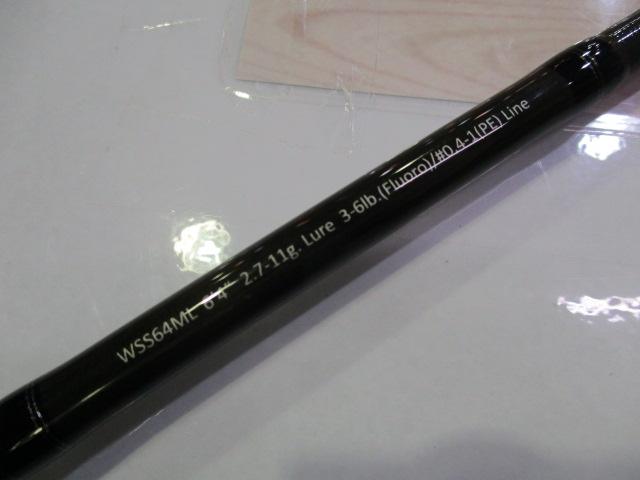 WSS64ML 6'4" 2.7-11g. Lure 3-6lb.(Fluoro)/#0.4-1(PE) Line